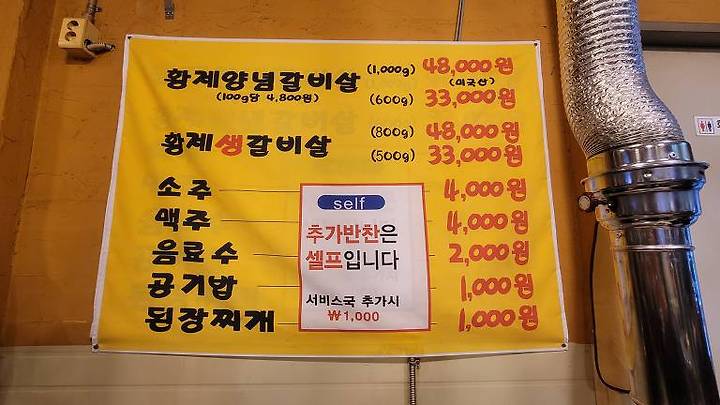 황제양념갈비살 (1,000g) 48,000원
(100g당 4,800원) (미국산)
(600g) 33,000원
황제생갈비살 (800g) 48,000원
(500g) 33,000원
소주 4,000원
맥주 4,000원
음료수 2,000원
공기밥 1,000원
된장찌개 1,000원
self
추가반찬은
셀프입니다
서비스국 추가시
₩1,000